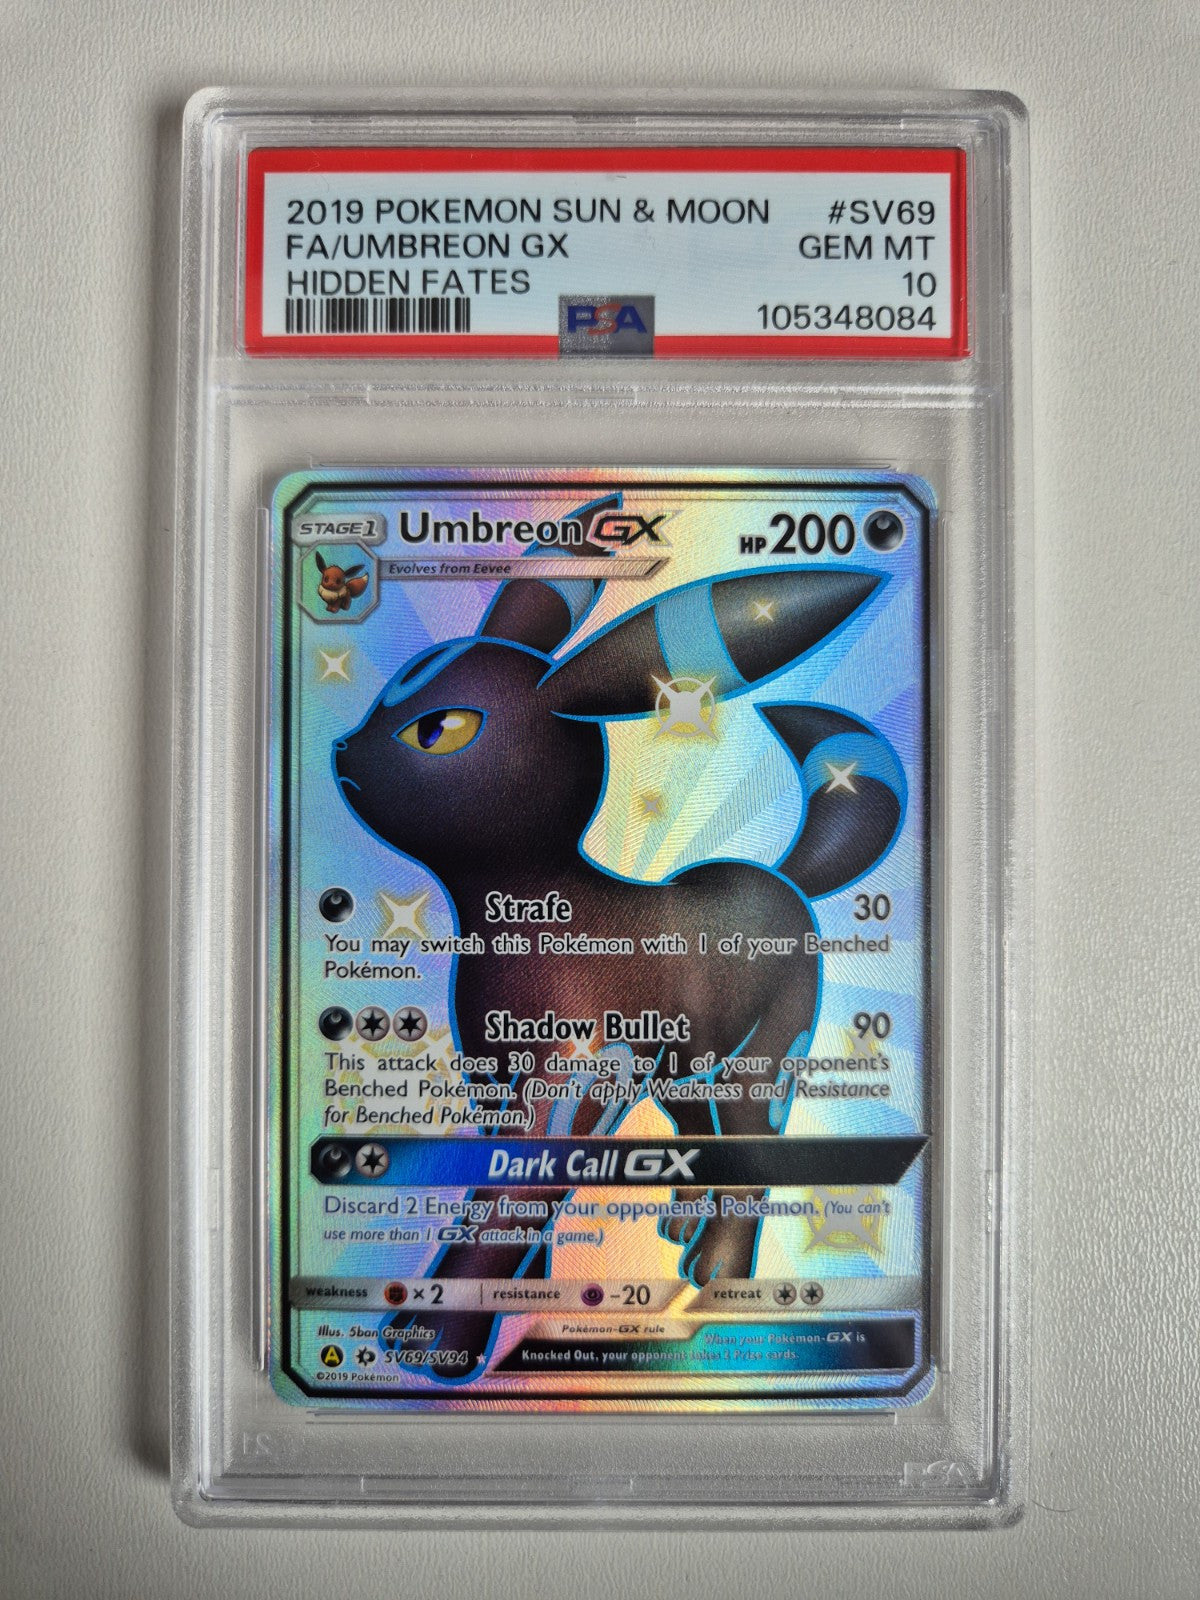 2019 POKEMON SUN & MOON #SV69
FA/UMBREON GX GEM MT
HIDDEN FATES 10
PSA 105348084
STAGE 1 Umbreon GX HP 200
Evolves from Eevee
Strafe 30
You may switch this Pokémon with 1 of your Benched
Pokémon.
Shadow Bullet 90
This attack does 30 damage to 1 of your opponent's
Benched Pokémon. (Don't apply Weakness and Resistance
for Benched Pokémon.)
Dark Call GX
Discard 2 Energy from your opponent's Pokémon. (You can't
use more than 1 GX attack in a game.)
weakness × 2 resistance -20 retreat
Illus. 5ban Graphics
Pokémon-GX rule When your Pokémon-GX is
Knocked Out, your opponent takes 2 Prize cards.
A SV69/SV94
©2019 Pokémon
PSA